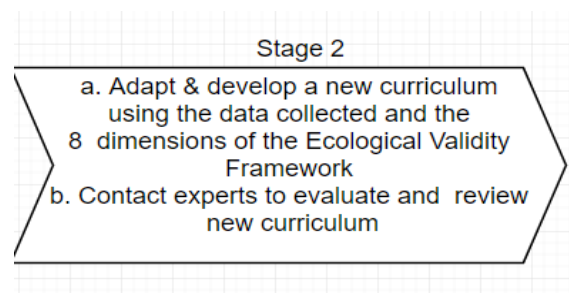 Stage 2
a. Adapt & develop a new curriculum
using the data collected and the
8 dimensions of the Ecological Validity
Framework
b. Contact experts to evaluate and review
new curriculum